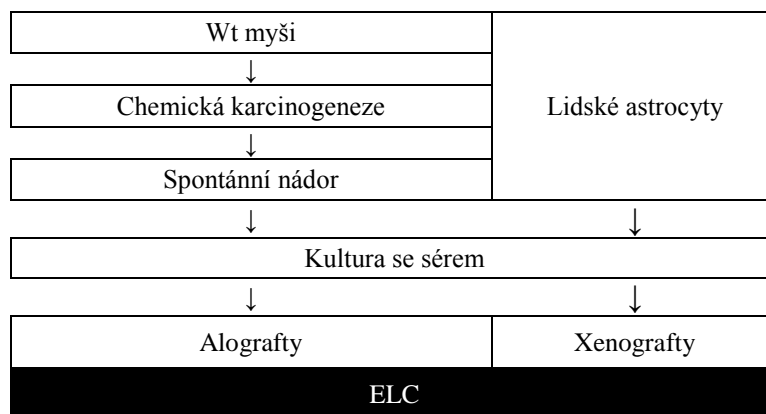 Wt myši
↓
Chemická karcinogeneze
Lidské astrocyty
↓
Spontánní nádor
↓ ↓
Kultura se sérem
↓ ↓
Alografty Xenografty
ELC